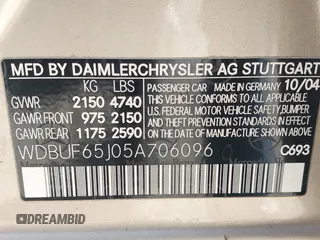 MFD BY DAIMLERCHRYSLER AG STUTTGART
KG LBS
GVWR 2150 4740
GAWR.FRONT 975 2150
GAWR.REAR 1175 2590
PASSENGER CAR MADE IN GERMANY 10/04
THIS VEHICLE CONFORMS TO ALL
APPLICABLE U.S. FEDERAL
MOTOR VEHICLE SAFETY,BUMPER
AND THEFT PREVENTION STANDARDS
IN EFFECT ON THE DATE OF
MANUFACTURE SHOWN ABOVE.
WDBUF65J05A706096
C693
DREAMBID